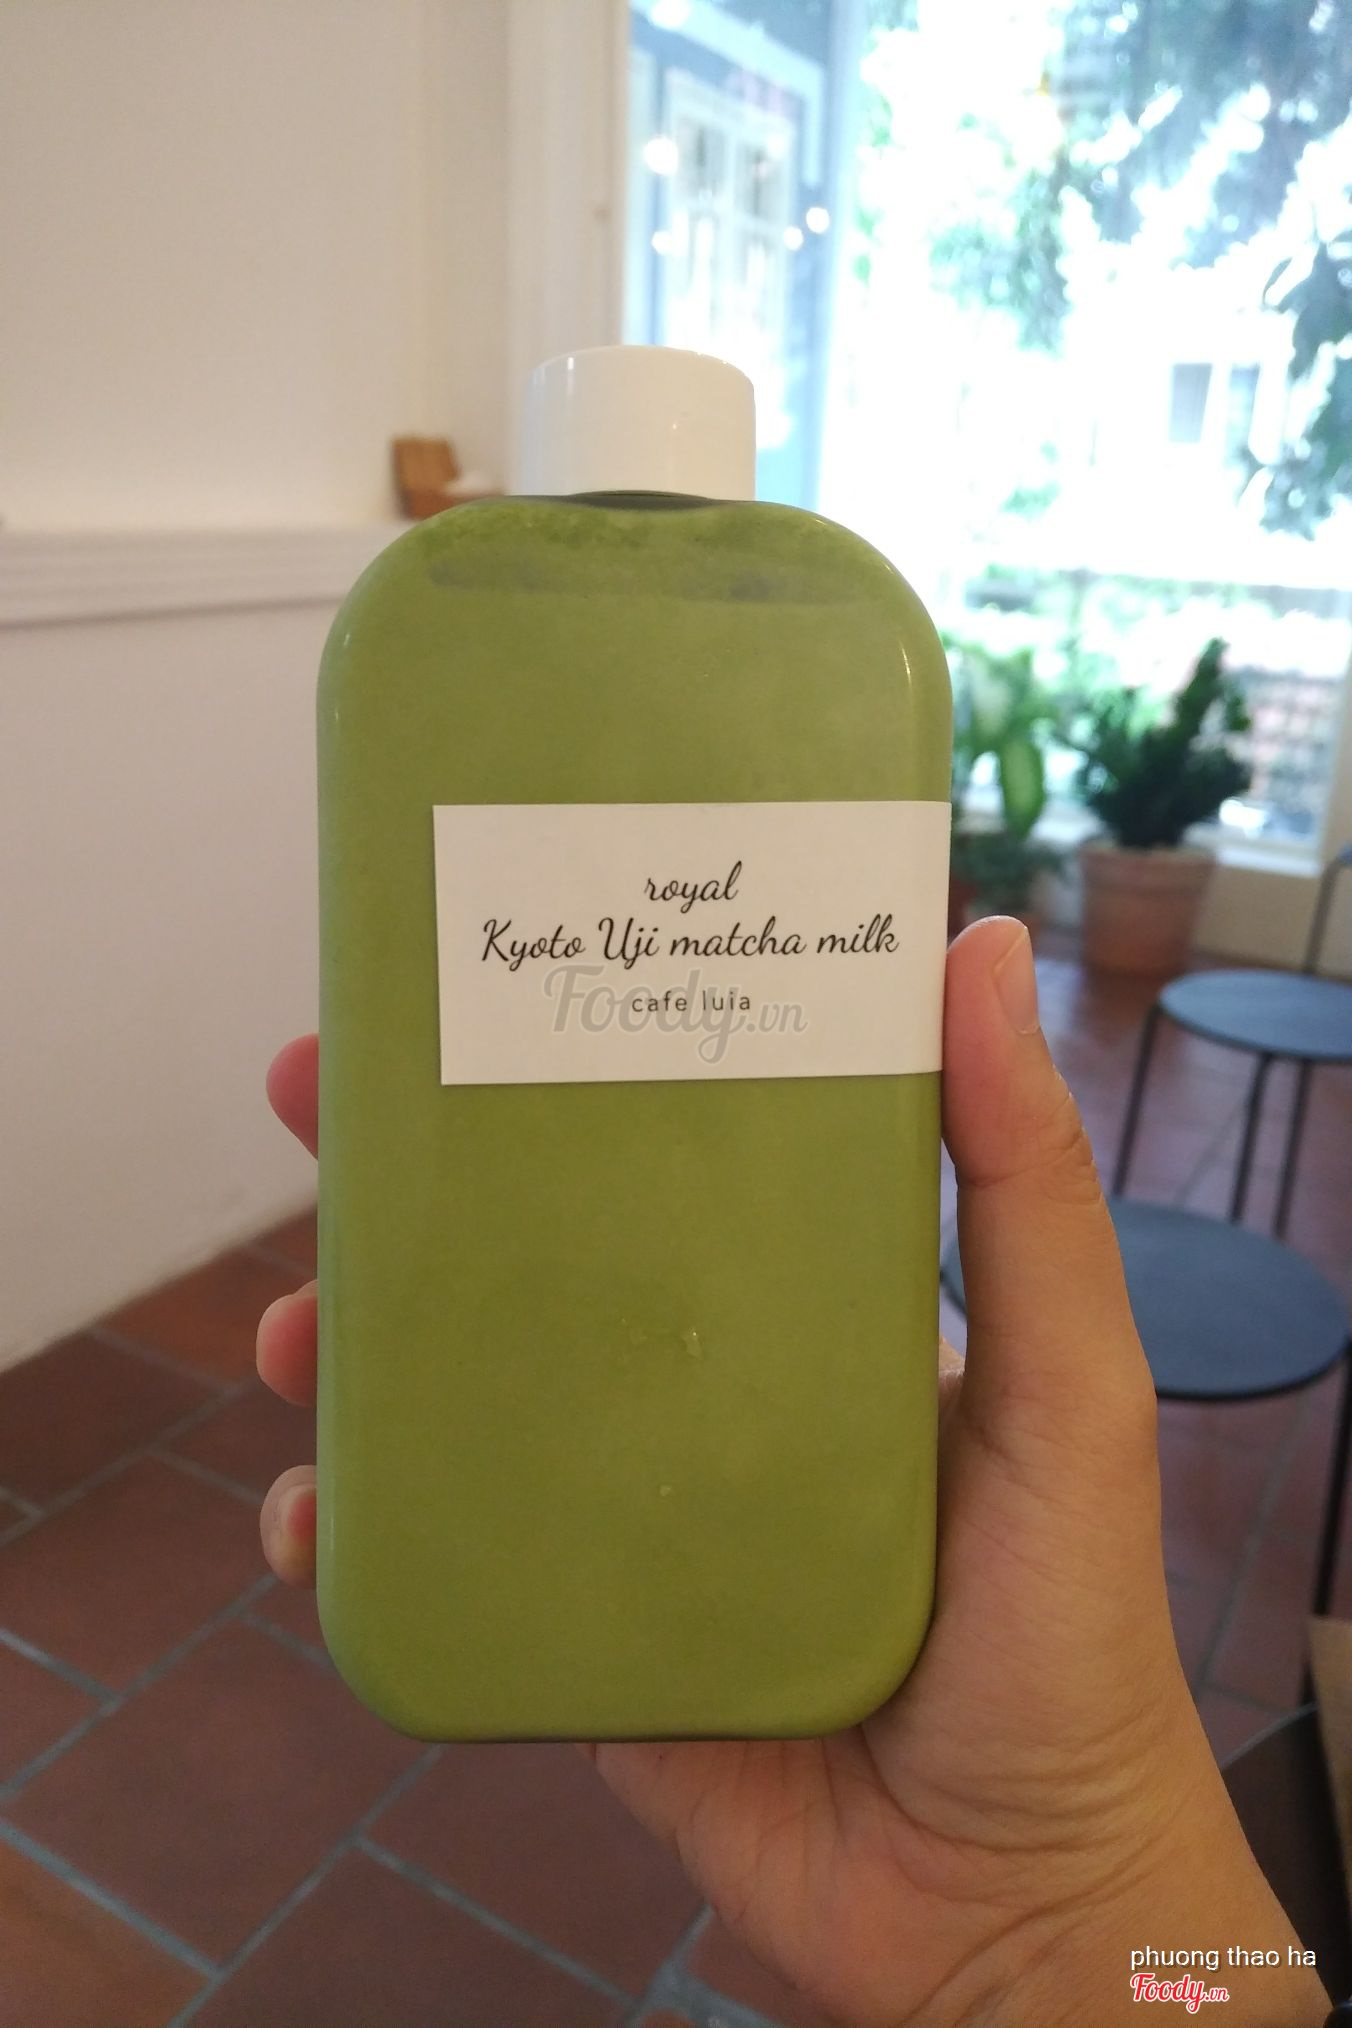 royal
Kyoto Uji matcha milk
cafe luia
Foody.vn
phuong thao ha
Foody.vn